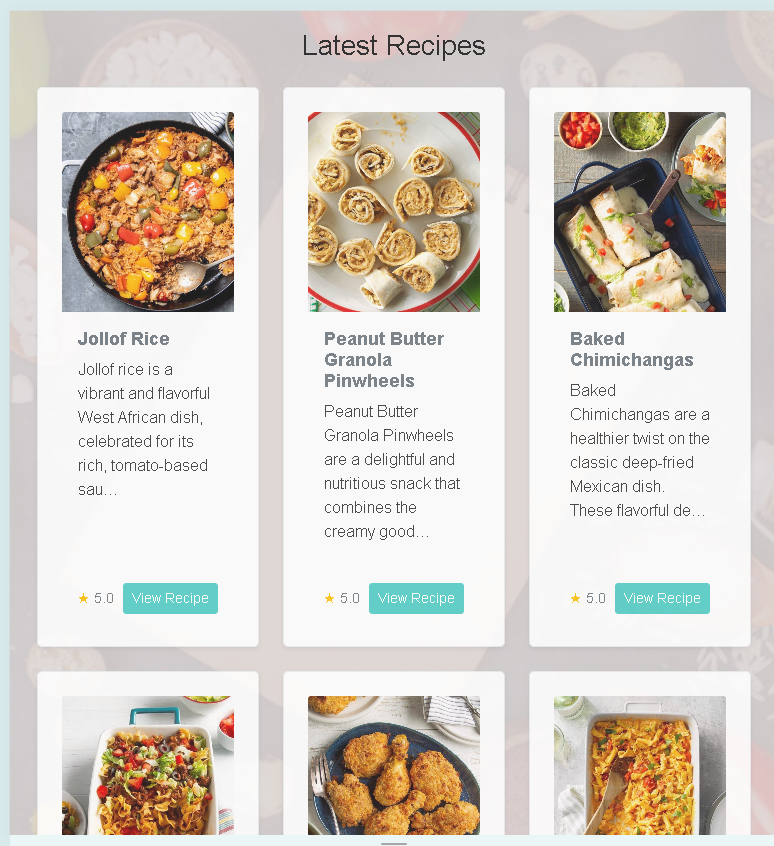 Latest Recipes
Jollof Rice
Jollof rice is a
vibrant and flavorful
West African dish,
celebrated for its
rich, tomato-based
sau...
★ 5.0 View Recipe
Peanut Butter
Granola
Pinwheels
Peanut Butter
Granola Pinwheels
are a delightful and
nutritious snack that
combines the
creamy good...
★ 5.0 View Recipe
Baked
Chimichangas
Baked
Chimichangas are a
healthier twist on the
classic deep-fried
Mexican dish.
These flavorful de...
★ 5.0 View Recipe